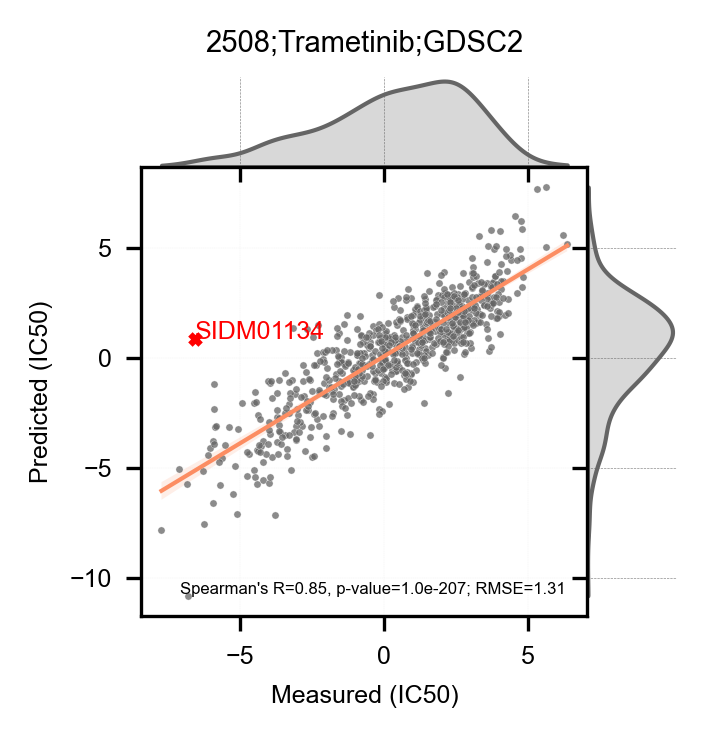 2508;Trametinib;GDSC2
5
0
−5
−10
Predicted (IC50)
SIDM01134
Spearman's R=0.85, p-value=1.0e-207; RMSE=1.31
−5
0
5
Measured (IC50)